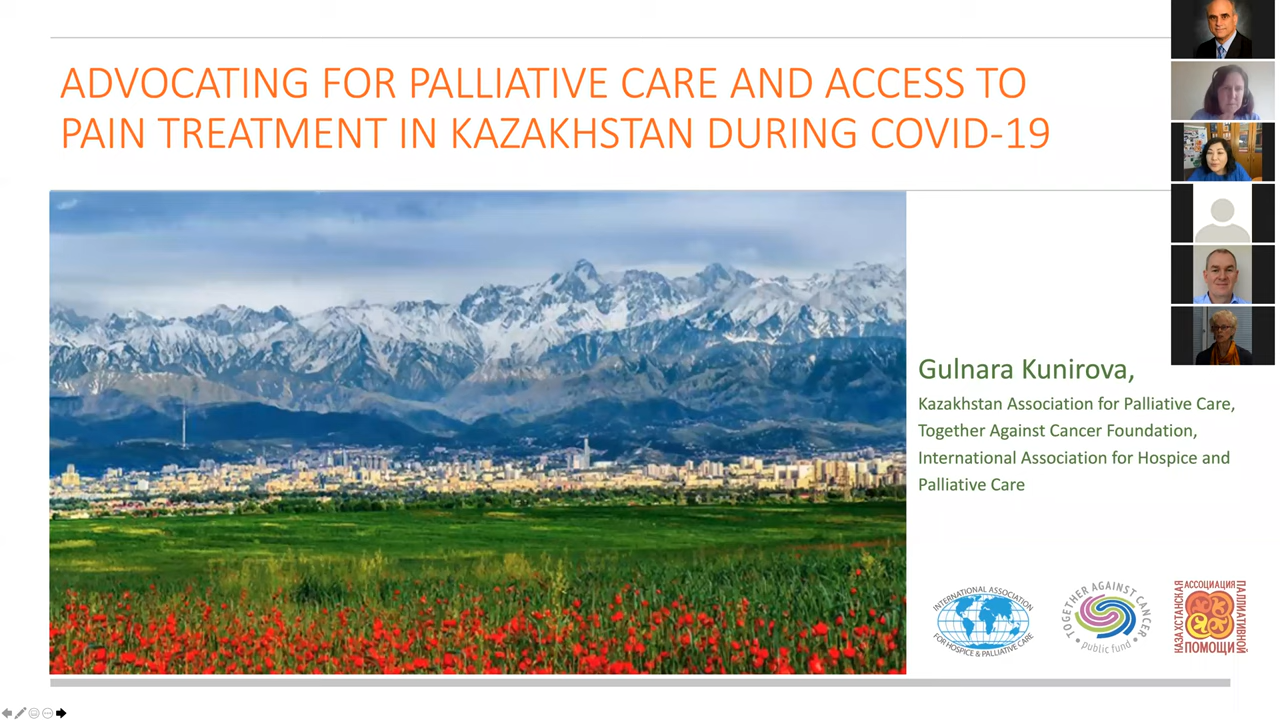 ADVOCATING FOR PALLIATIVE CARE AND ACCESS TO
PAIN TREATMENT IN KAZAKHSTAN DURING COVID-19
Gulnara Kunirova,
Kazakhstan Association for Palliative Care,
Together Against Cancer Foundation,
International Association for Hospice and
Palliative Care
INTERNATIONAL ASSOCIATION
FOR HOSPICE & PALLIATIVE CARE
TOGETHER AGAINST CANCER
public fund
КАЗАХСТАНСКАЯ
АССОЦИАЦИЯ
ПАЛЛИАТИВНОЙ
ПОМОЩИ